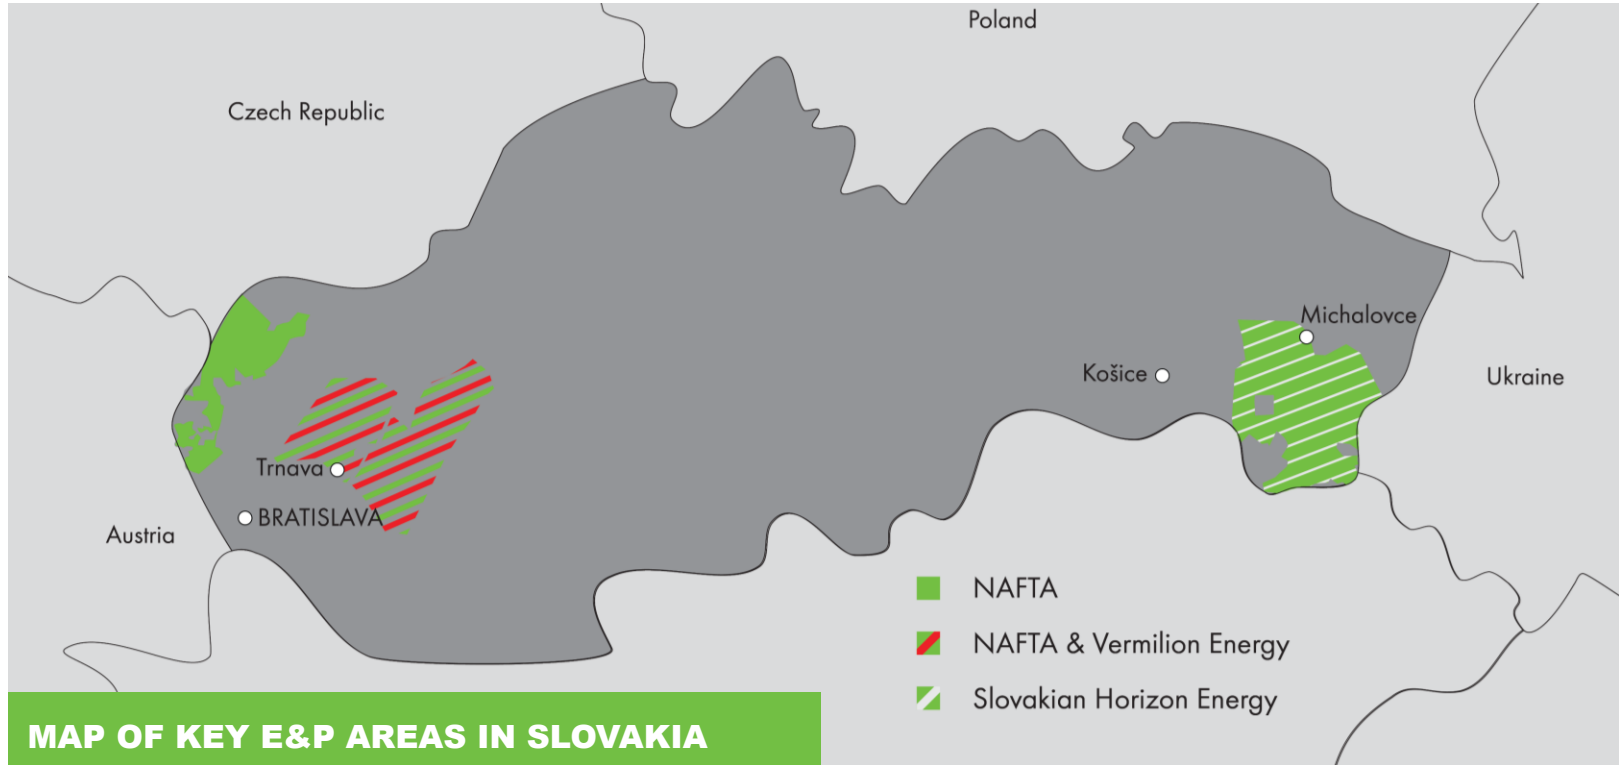 Poland
Czech Republic
Michalovce
Košice
Ukraine
Trnava
BRATISLAVA
Austria
NAFTA
NAFTA & Vermilion Energy
Slovakian Horizon Energy
MAP OF KEY E&P AREAS IN SLOVAKIA